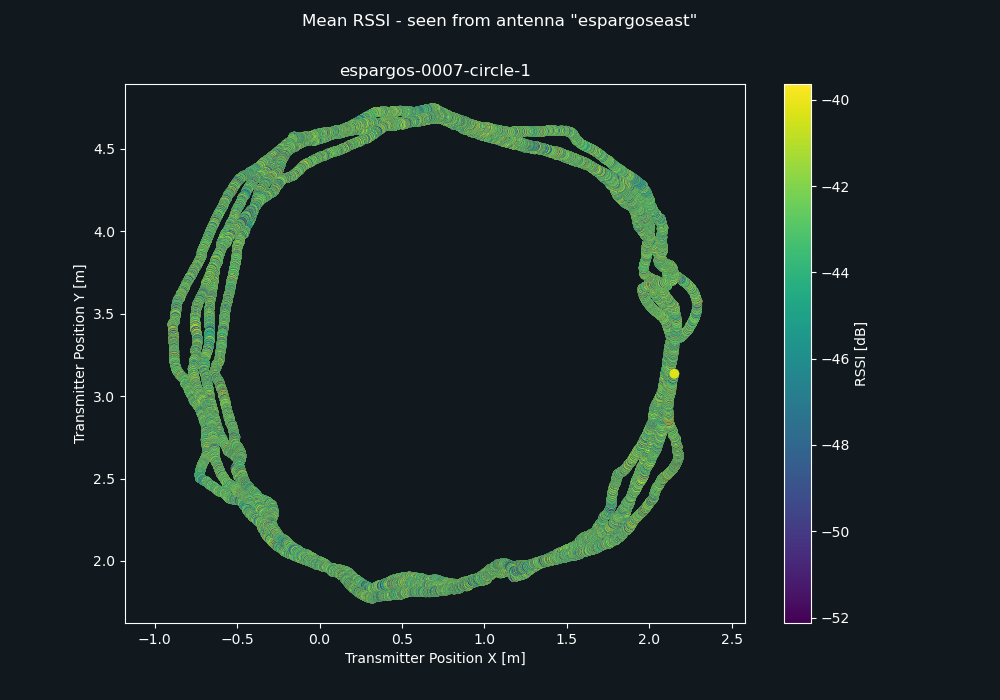 Mean RSSI - seen from antenna "espargoseast"
espargos-0007-circle-1
4.5
4.0
3.5
3.0
2.5
2.0
Transmitter Position Y [m]
−1.0 −0.5 0.0 0.5 1.0 1.5 2.0 2.5
Transmitter Position X [m]
−40
−42
−44
−46
−48
−50
−52
RSSI [dB]